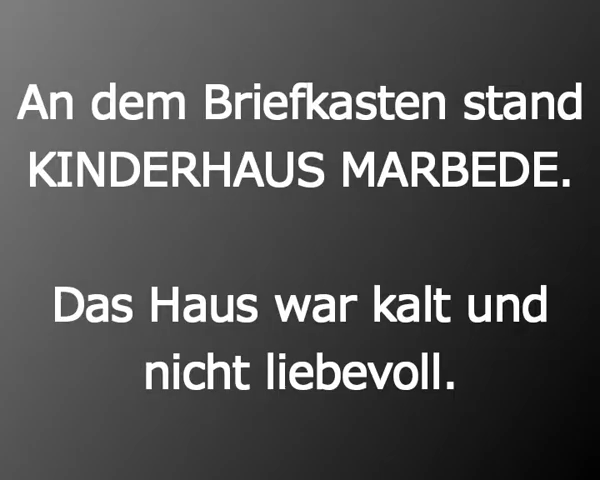 An dem Briefkasten stand
KINDERHAUS MARBEDE.
Das Haus war kalt und
nicht liebevoll.